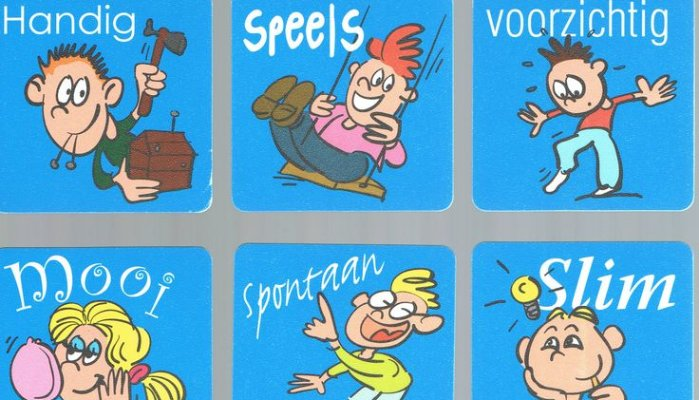 Handig
Speels
voorzichtig
Mooi
Spontaan
Slim